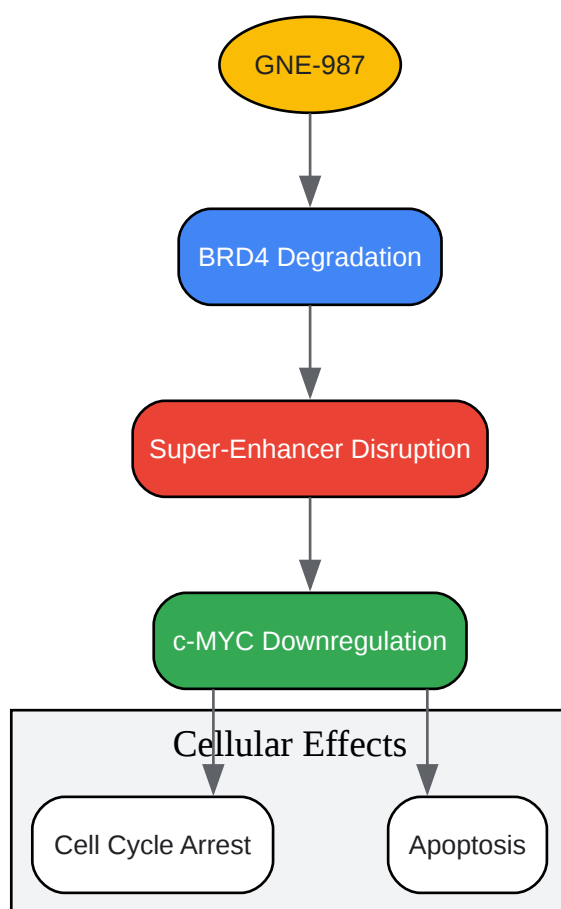 GNE-987
BRD4 Degradation
Super-Enhancer Disruption
c-MYC Downregulation
Cellular Effects
Cell Cycle Arrest
Apoptosis